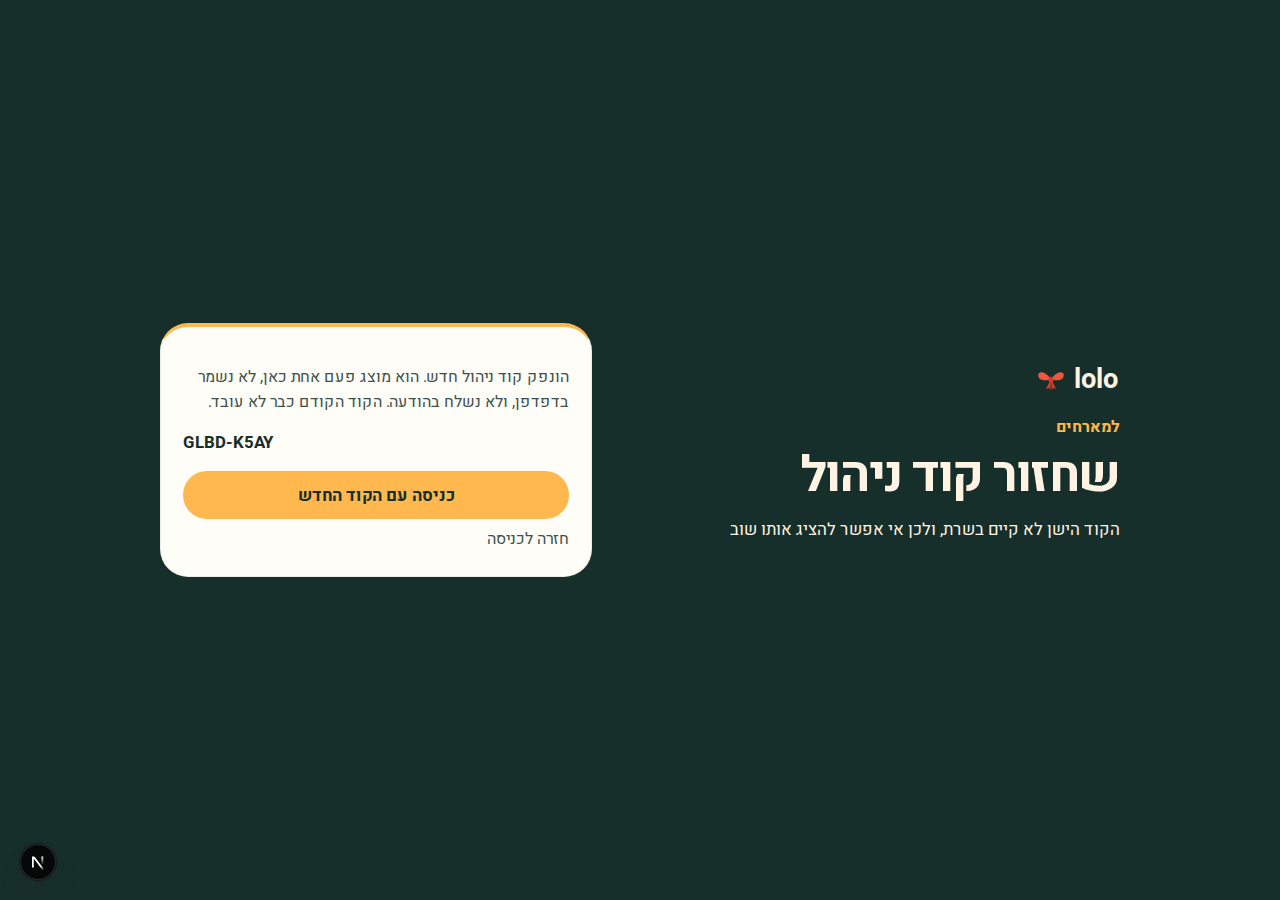 lolo
למארחים
שחזור קוד ניהול
הקוד הישן לא קיים בשרת, ולכן אי אפשר להציג אותו שוב
הונפק קוד ניהול חדש. הוא מוצג פעם אחת כאן, לא נשמר
בדפדפן, ולא נשלח בהודעה. הקוד הקודם כבר לא עובד.
GLBD-K5AY
כניסה עם הקוד החדש
חזרה לכניסה
N